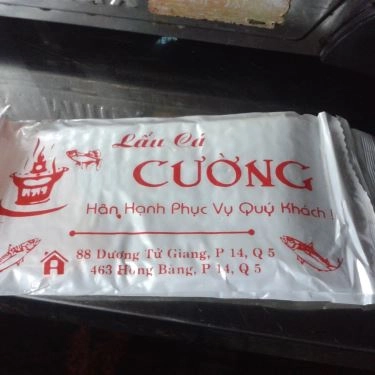 Lẩu Cá
CƯỜNG
Hân Hạnh Phục Vụ Quý Khách !
88 Dương Tử Giang, P 14, Q 5
463 Hồng Bàng, P 14, Q 5